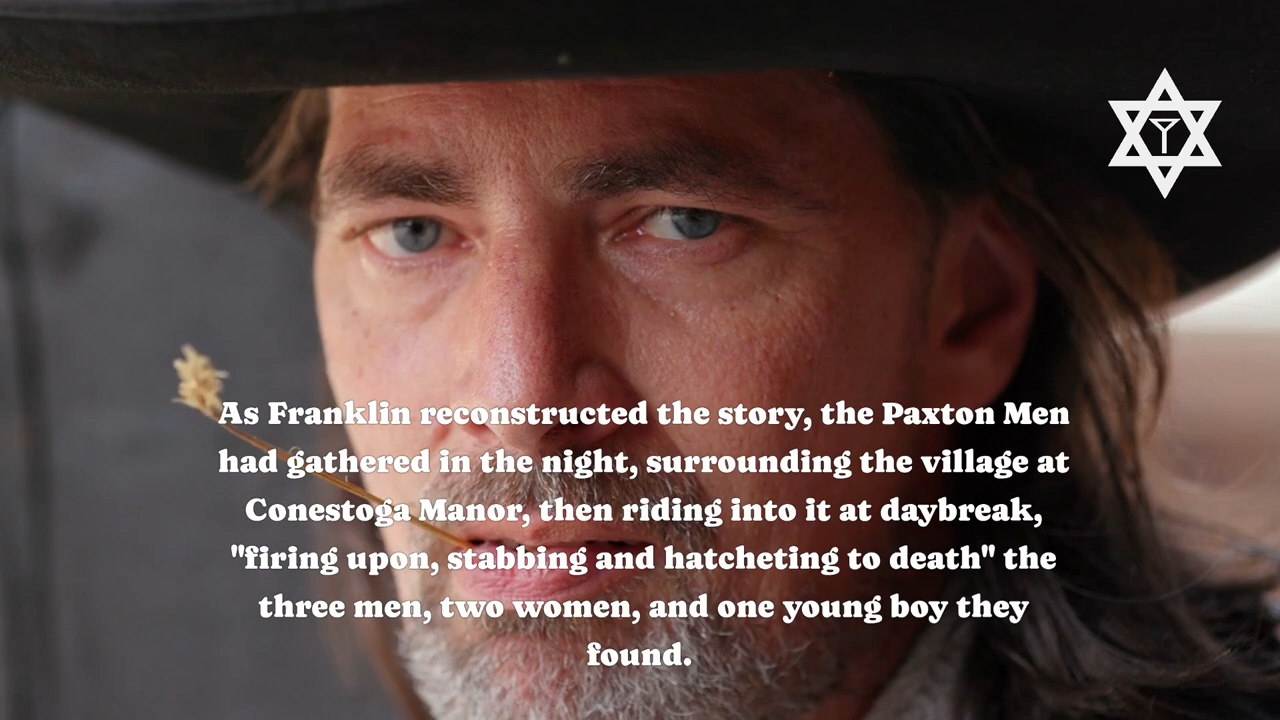 As Franklin reconstructed the story, the Paxton Men
had gathered in the night, surrounding the village at
Conestoga Manor, then riding into it at daybreak,
"firing upon, stabbing and hatcheting to death" the
three men, two women, and one young boy they
found.